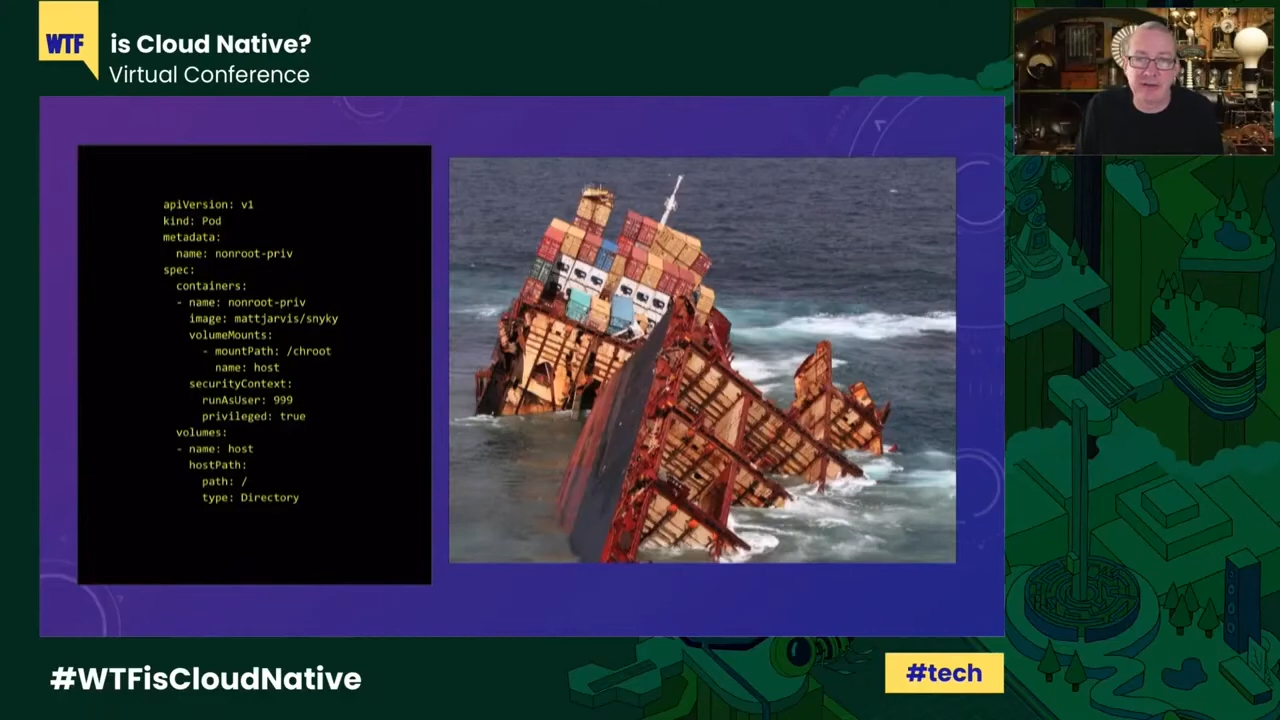 WTF
is Cloud Native?
Virtual Conference
apiVersion: v1
kind: Pod
metadata:
  name: nonroot-priv
spec:
  containers:
  - name: nonroot-priv
    image: mattjarvis/snyky
    volumeMounts:
      - mountPath: /chroot
        name: host
    securityContext:
      runAsUser: 999
      privileged: true
  volumes:
  - name: host
    hostPath:
      path: /
      type: Directory
#WTFisCloudNative
#tech